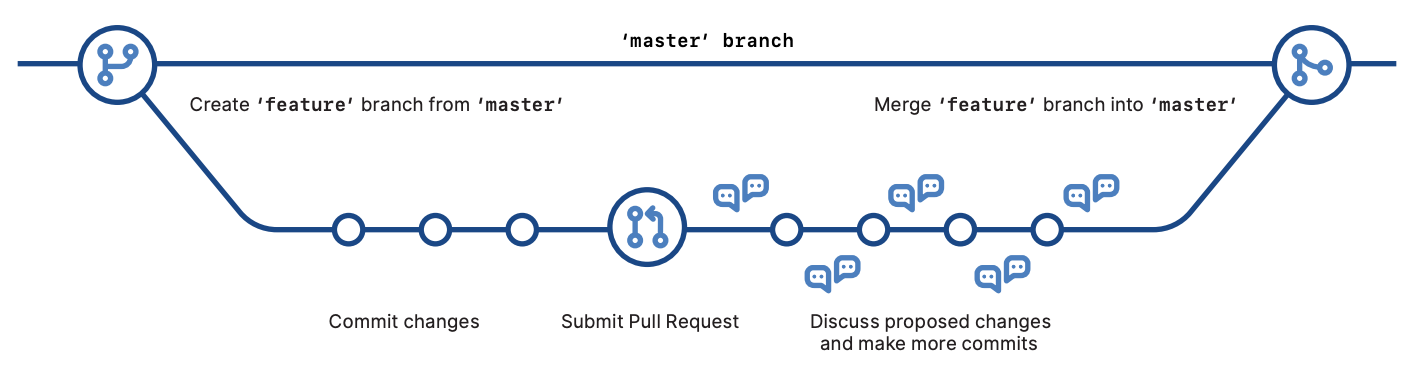 ‘master’ branch
Create ‘feature’ branch from ‘master’
Merge ‘feature’ branch into ‘master’
Commit changes
Submit Pull Request
Discuss proposed changes
and make more commits